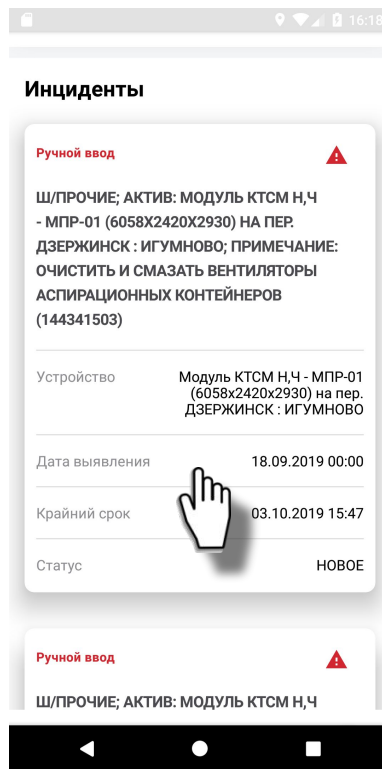 16:18
Инциденты
Ручной ввод
Ш/ПРОЧИЕ; АКТИВ: МОДУЛЬ КТСМ Н,Ч
- МПР-01 (6058Х2420Х2930) НА ПЕР.
ДЗЕРЖИНСК : ИГУМНОВО; ПРИМЕЧАНИЕ:
ОЧИСТИТЬ И СМАЗАТЬ ВЕНТИЛЯТОРЫ
АСПИРАЦИОННЫХ КОНТЕЙНЕРОВ
(144341503)
Устройство Модуль КТСМ Н,Ч - МПР-01
(6058х2420х2930) на пер.
ДЗЕРЖИНСК : ИГУМНОВО
Дата выявления 18.09.2019 00:00
Крайний срок 03.10.2019 15:47
Статус НОВОЕ
Ручной ввод
Ш/ПРОЧИЕ; АКТИВ: МОДУЛЬ КТСМ Н,Ч